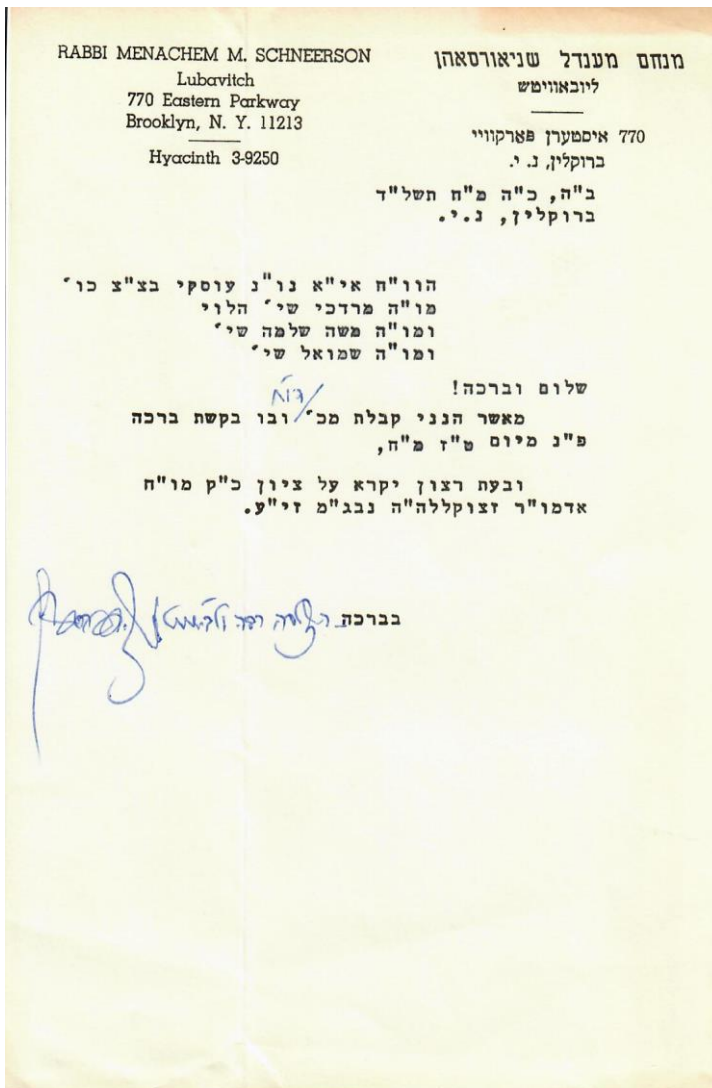 RABBI MENACHEM M. SCHNEERSON
Lubavitch
770 Eastern Parkway
Brooklyn, N. Y. 11213
Hyacinth 3-9250
מנחם מענדל שניאורסאהן
ליובאוויטש
770 איסטערן פארקוויי
ברוקלין, נ. י.
ב"ה, כ"ה מ"ח תשל"ד
ברוקלין, נ.י.
הוו"ח אי"א נו"נ עוסקי בצ"צ כו'
מו"ה מרדכי שי' הלוי
ומו"ה משה שלמה שי'
ומו"ה שמואל שי'
שלום וברכה!
מאשר הנני קבלת מכ' ובו בקשת ברכה
פ"נ מיום ט"ז מ"ח,
ובעת רצון יקרא על ציון כ"ק מו"ח
אדמו"ר זצוקללה"ה נבג"מ זי"ע.
בברכה